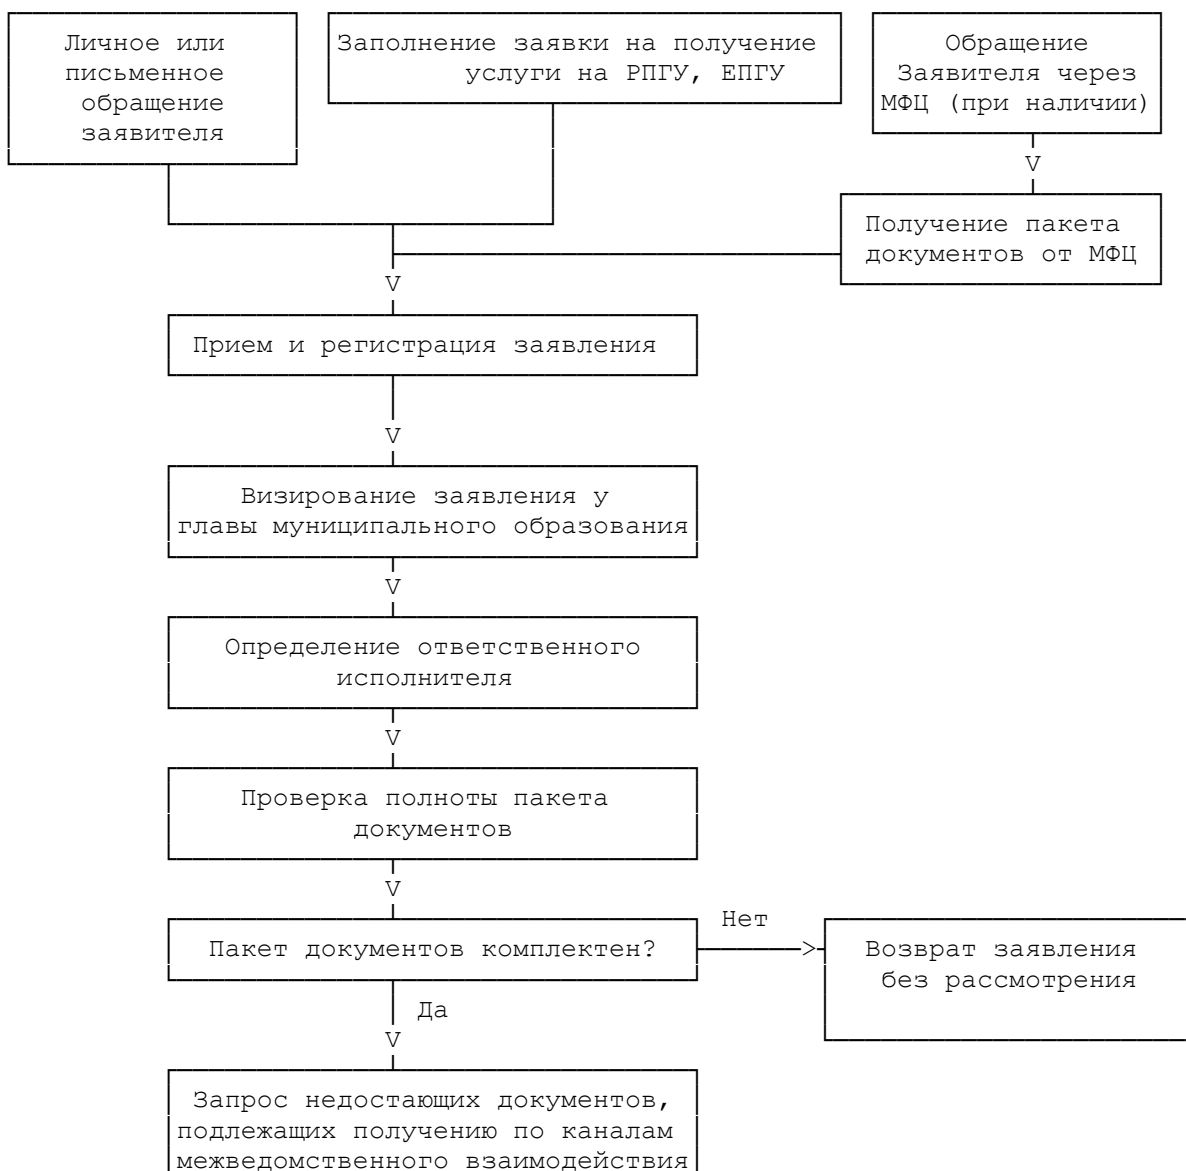 Личное или
письменное
обращение
заявителя
Заполнение заявки на получение
услуги на РПГУ, ЕПГУ
Обращение
Заявителя через
МФЦ (при наличии)
V
Получение пакета
документов от МФЦ
V
Прием и регистрация заявления
V
Визирование заявления у
главы муниципального образования
V
Определение ответственного
исполнителя
V
Проверка полноты пакета
документов
V
Пакет документов комплектен?
Нет
>
Возврат заявления
без рассмотрения
Да
V
Запрос недостающих документов,
подлежащих получению по каналам
межведомственного взаимодействия